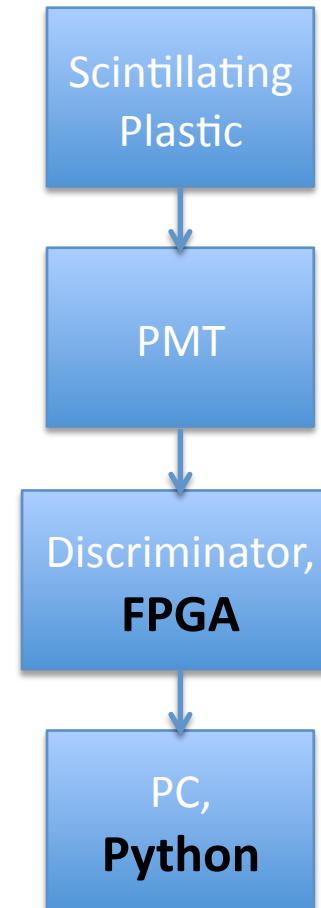 Scintillating
Plastic
PMT
Discriminator,
FPGA
PC,
Python